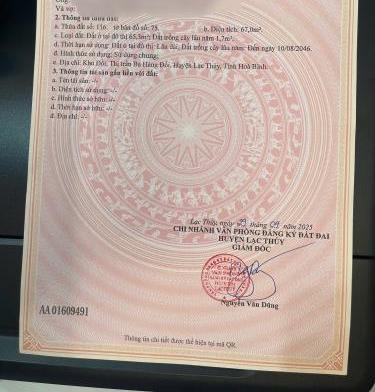 Ông:
Và vợ:
2. Thông tin thửa đất:
a. Thửa đất số: 116 tờ bản đồ số: 75 b. Diện tích: 67,0m².
c. Loại đất: Đất ở tại đô thị 65,3m²; Đất trồng cây lâu năm 1,7m².
d. Thời hạn sử dụng: Đất ở tại đô thị: Lâu dài; Đất trồng cây lâu năm: Đến ngày 10/08/2046.
đ. Hình thức sử dụng: Sử dụng chung;
e. Địa chỉ: Khu Đồi, Thị trấn Ba Hàng Đồi, Huyện Lạc Thủy, Tỉnh Hoà Bình.
3. Thông tin tài sản gắn liền với đất:
a. Tên tài sản: -/-
b. Diện tích sử dụng: -/-
c. Hình thức sở hữu: -/-
d. Thời hạn sở hữu: -/-
đ. Địa chỉ: -/-
Lạc Thủy, ngày 23 tháng 04 năm 2025
CHI NHÁNH VĂN PHÒNG ĐĂNG KÝ ĐẤT ĐAI
HUYỆN LẠC THỦY
GIÁM ĐỐC
Nguyễn Văn Dũng
AA 01609491
Thông tin chi tiết được thể hiện tại mã QR.